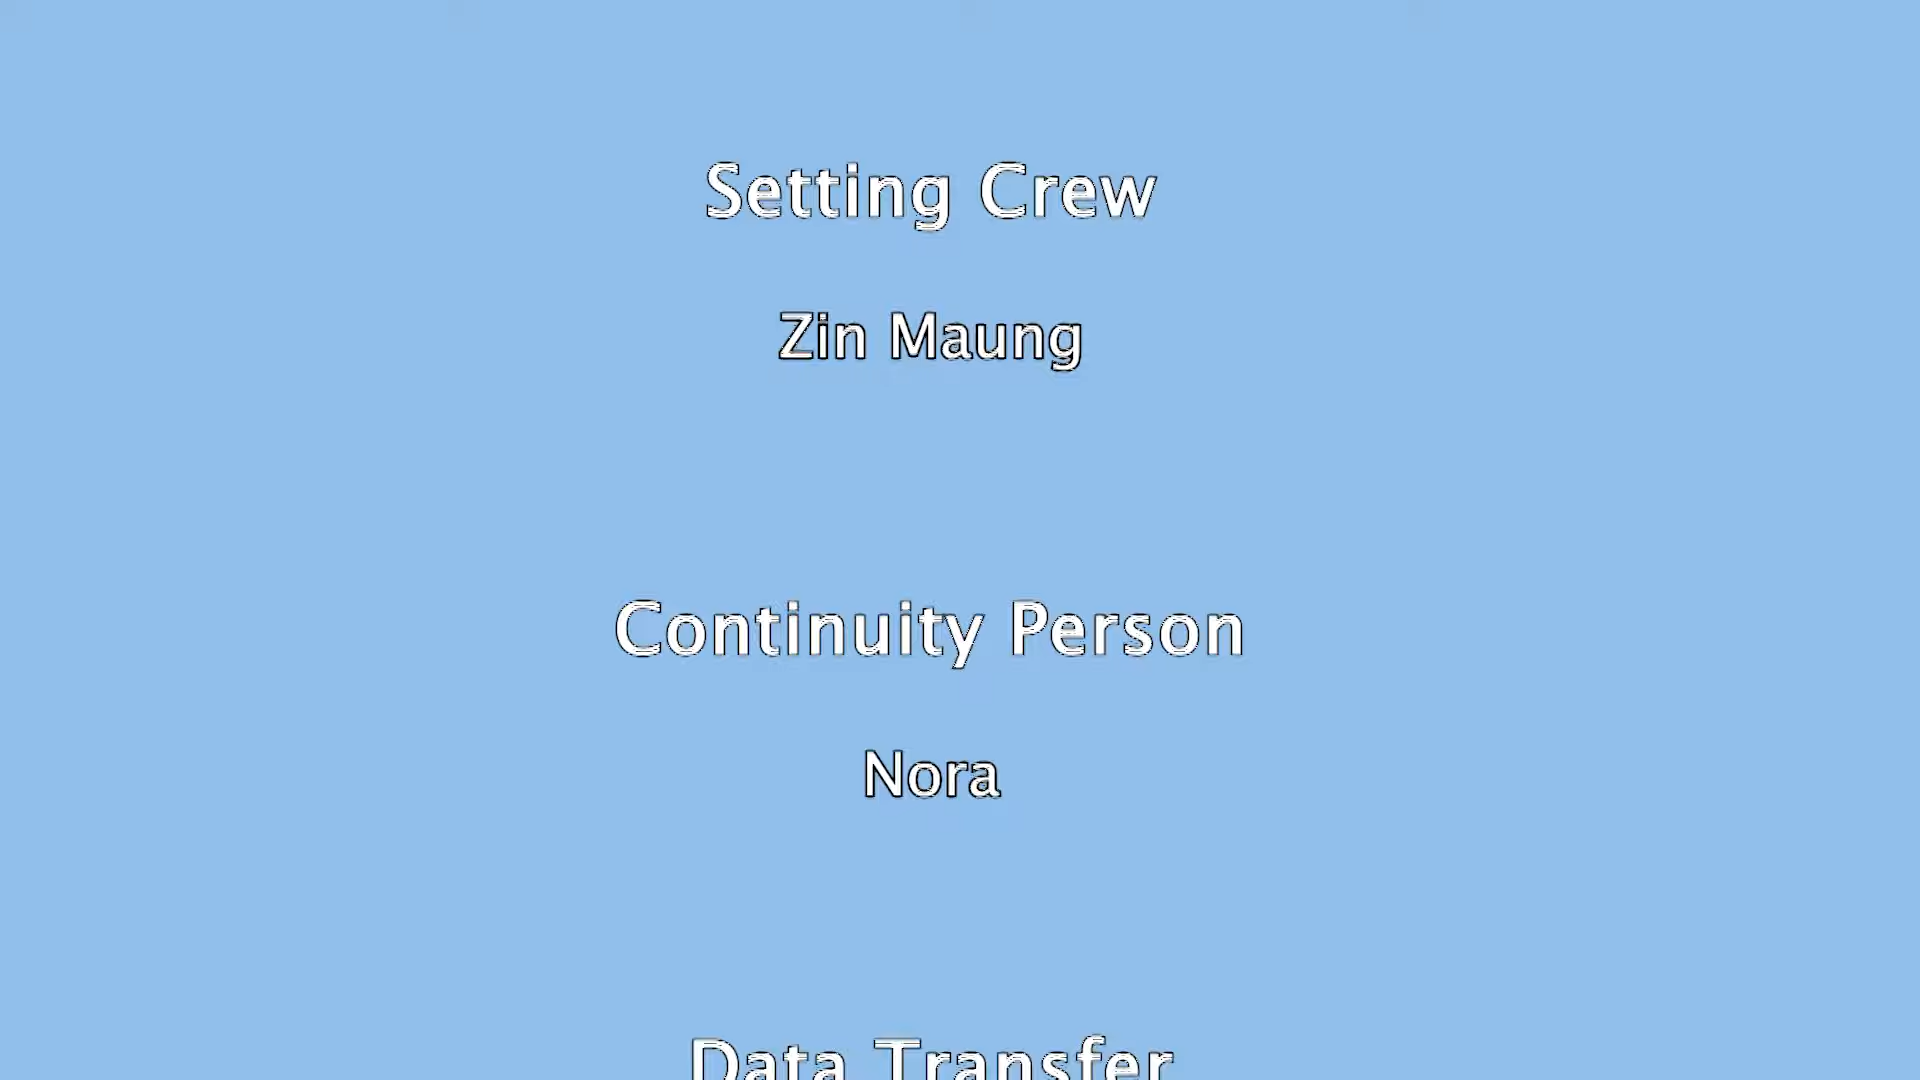 Setting Crew
Zin Maung
Continuity Person
Nora
Data Transfer